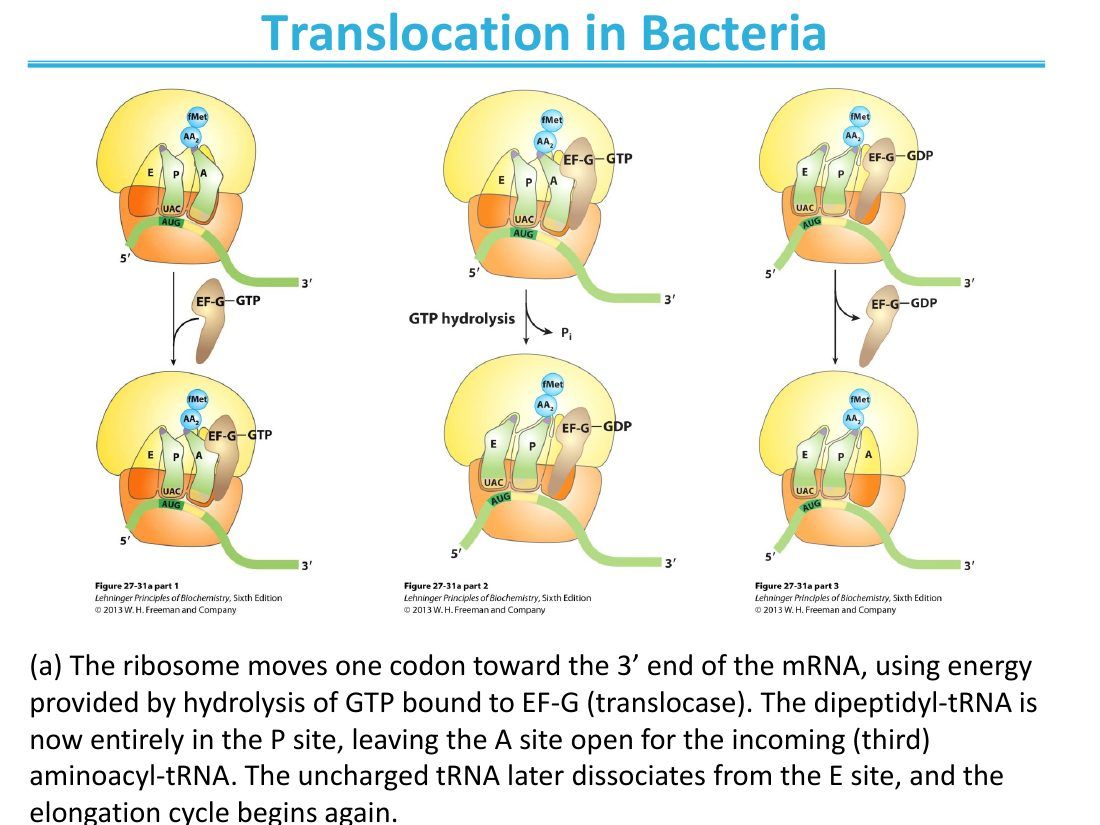 Translocation in Bacteria
fMet
AA2
E P A
UAC
AUG
5′
3′
EF-G–GTP
fMet
AA2
EF-G–GTP
E P A
UAC
AUG
5′
3′
Figure 27-31a part 1
Lehninger Principles of Biochemistry, Sixth Edition
© 2013 W. H. Freeman and Company
fMet
AA2
EF-G–GTP
E P A
UAC
AUG
5′
3′
GTP hydrolysis
Pi
fMet
AA2
EF-G–GDP
E P
UAC
AUG
5′
3′
Figure 27-31a part 2
Lehninger Principles of Biochemistry, Sixth Edition
© 2013 W. H. Freeman and Company
fMet
AA2
EF-G–GDP
E P
UAC
AUG
5′
3′
EF-G–GDP
fMet
AA2
E P A
UAC
AUG
5′
3′
Figure 27-31a part 3
Lehninger Principles of Biochemistry, Sixth Edition
© 2013 W. H. Freeman and Company
(a) The ribosome moves one codon toward the 3’ end of the mRNA, using energy
provided by hydrolysis of GTP bound to EF-G (translocase). The dipeptidyl-tRNA is
now entirely in the P site, leaving the A site open for the incoming (third)
aminoacyl-tRNA. The uncharged tRNA later dissociates from the E site, and the
elongation cycle begins again.